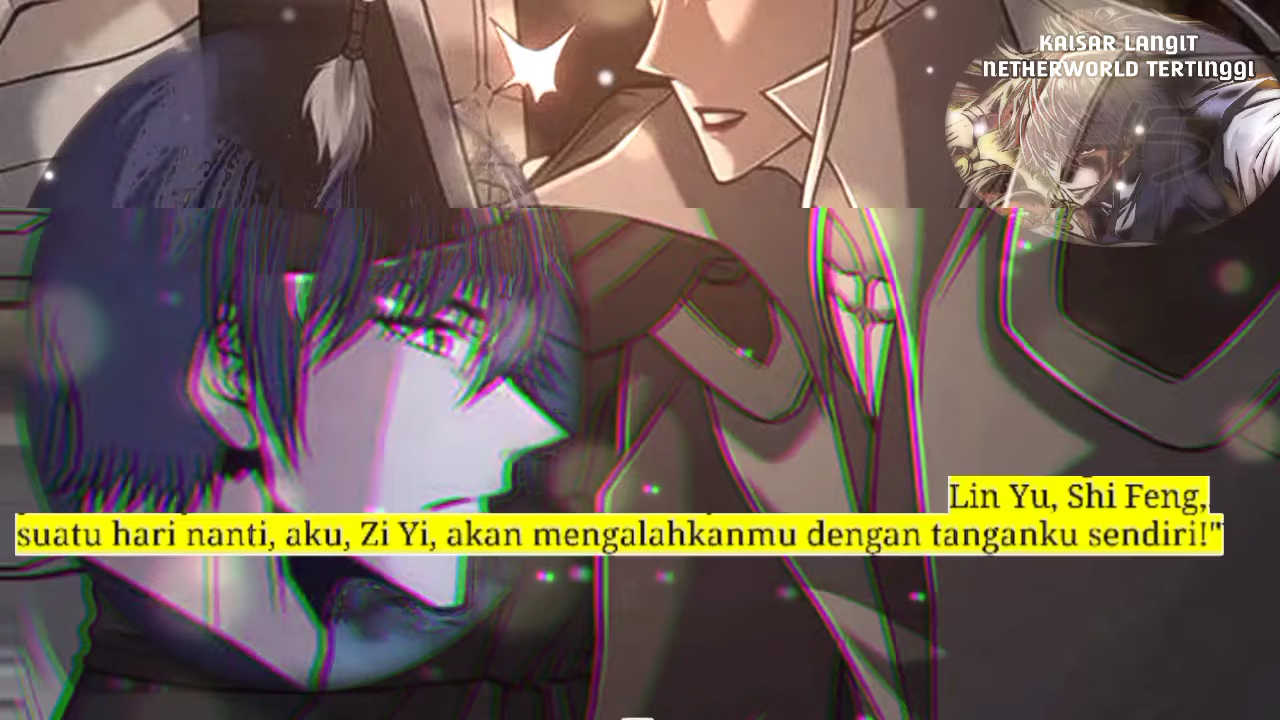 KAISAR LANGIT
NETHERWORLD TERTINGGI
Lin Yu, Shi Feng,
suatu hari nanti, aku, Zi Yi, akan mengalahkanmu dengan tanganku sendiri!"